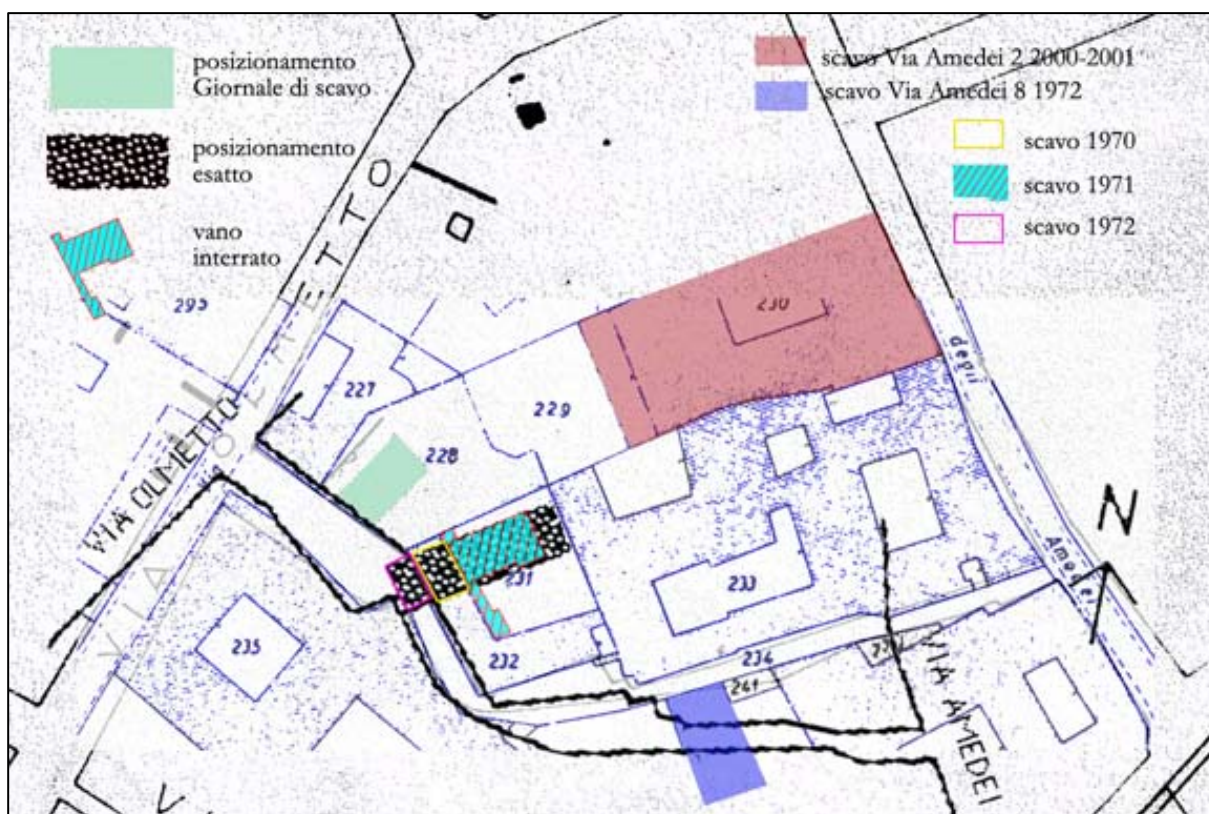 posizionamento
Giornale di scavo
posizionamento
esatto
vano
interrato
scavo Via Amedei 2 2000-2001
scavo Via Amedei 8 1972
scavo 1970
scavo 1971
scavo 1972
VIA OLMETTO
ETTO
VIA
295
227
228
229
230
231
232
233
234
235
241
degli
Amedei
VIA AMEDEI
N
V